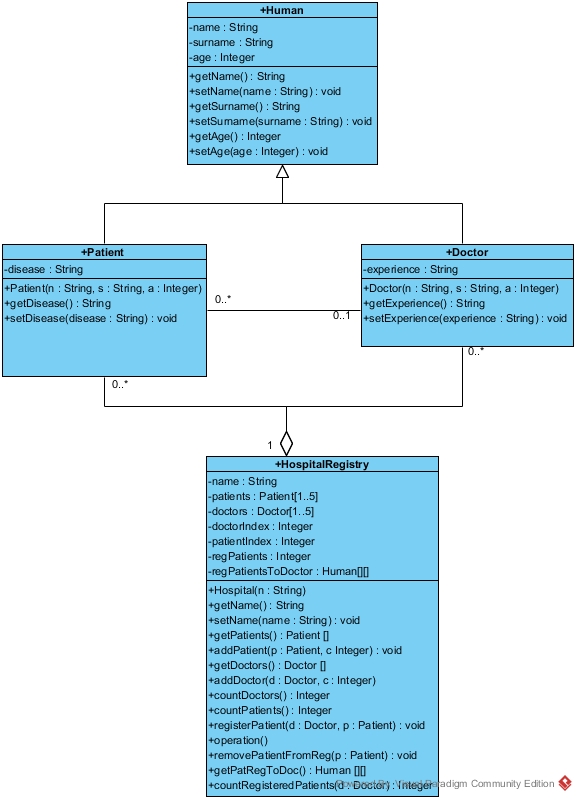 +Human
-name : String
-surname : String
-age : Integer
+getName() : String
+setName(name : String) : void
+getSurname() : String
+setSurname(surname : String) : void
+getAge() : Integer
+setAge(age : Integer) : void
+Patient
-disease : String
+Patient(n : String, s : String, a : Integer)
+getDisease() : String
+setDisease(disease : String) : void
+Doctor
-experience : String
+Doctor(n : String, s : String, a : Integer)
+getExperience() : String
+setExperience(experience : String) : void
0..*
0..1
0..*
0..*
1
+HospitalRegistry
-name : String
-patients : Patient[1..5]
-doctors : Doctor[1..5]
-doctorIndex : Integer
-patientIndex : Integer
-regPatients : Integer
-regPatientsToDoctor : Human[][]
+Hospital(n : String)
+getName() : String
+setName(name : String) : void
+getPatients() : Patient []
+addPatient(p : Patient, c Integer) : void
+getDoctors() : Doctor []
+addDoctor(d : Doctor, c : Integer)
+countDoctors() : Integer
+countPatients() : Integer
+registerPatient(d : Doctor, p : Patient) : void
+operation()
+removePatientFromReg(p : Patient) : void
+getPatRegToDoc() : Human [][]
+countRegisteredPatients(d : Doctor) : Integer
Powered By Visual Paradigm Community Edition